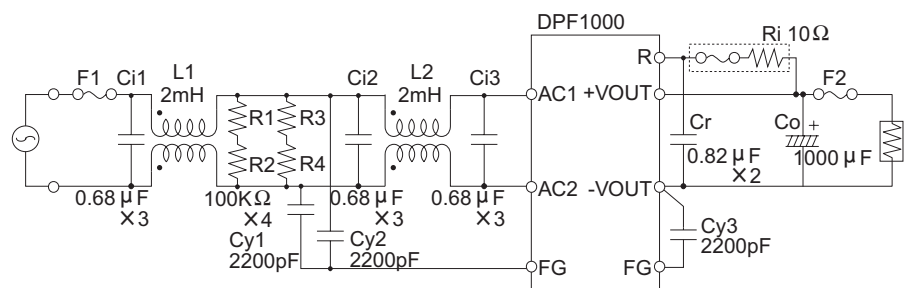 DPF1000
F1
Ci1
L1
2mH
Ci2
L2
2mH
Ci3
R
Ri 10Ω
F2
AC1
+VOUT
R1
R3
R2
R4
Cr
Co
+
0.82μF
×2
1000μF
AC2
-VOUT
0.68μF
×3
100KΩ
×4
0.68μF
×3
0.68μF
×3
Cy1
2200pF
Cy2
2200pF
Cy3
2200pF
FG
FG